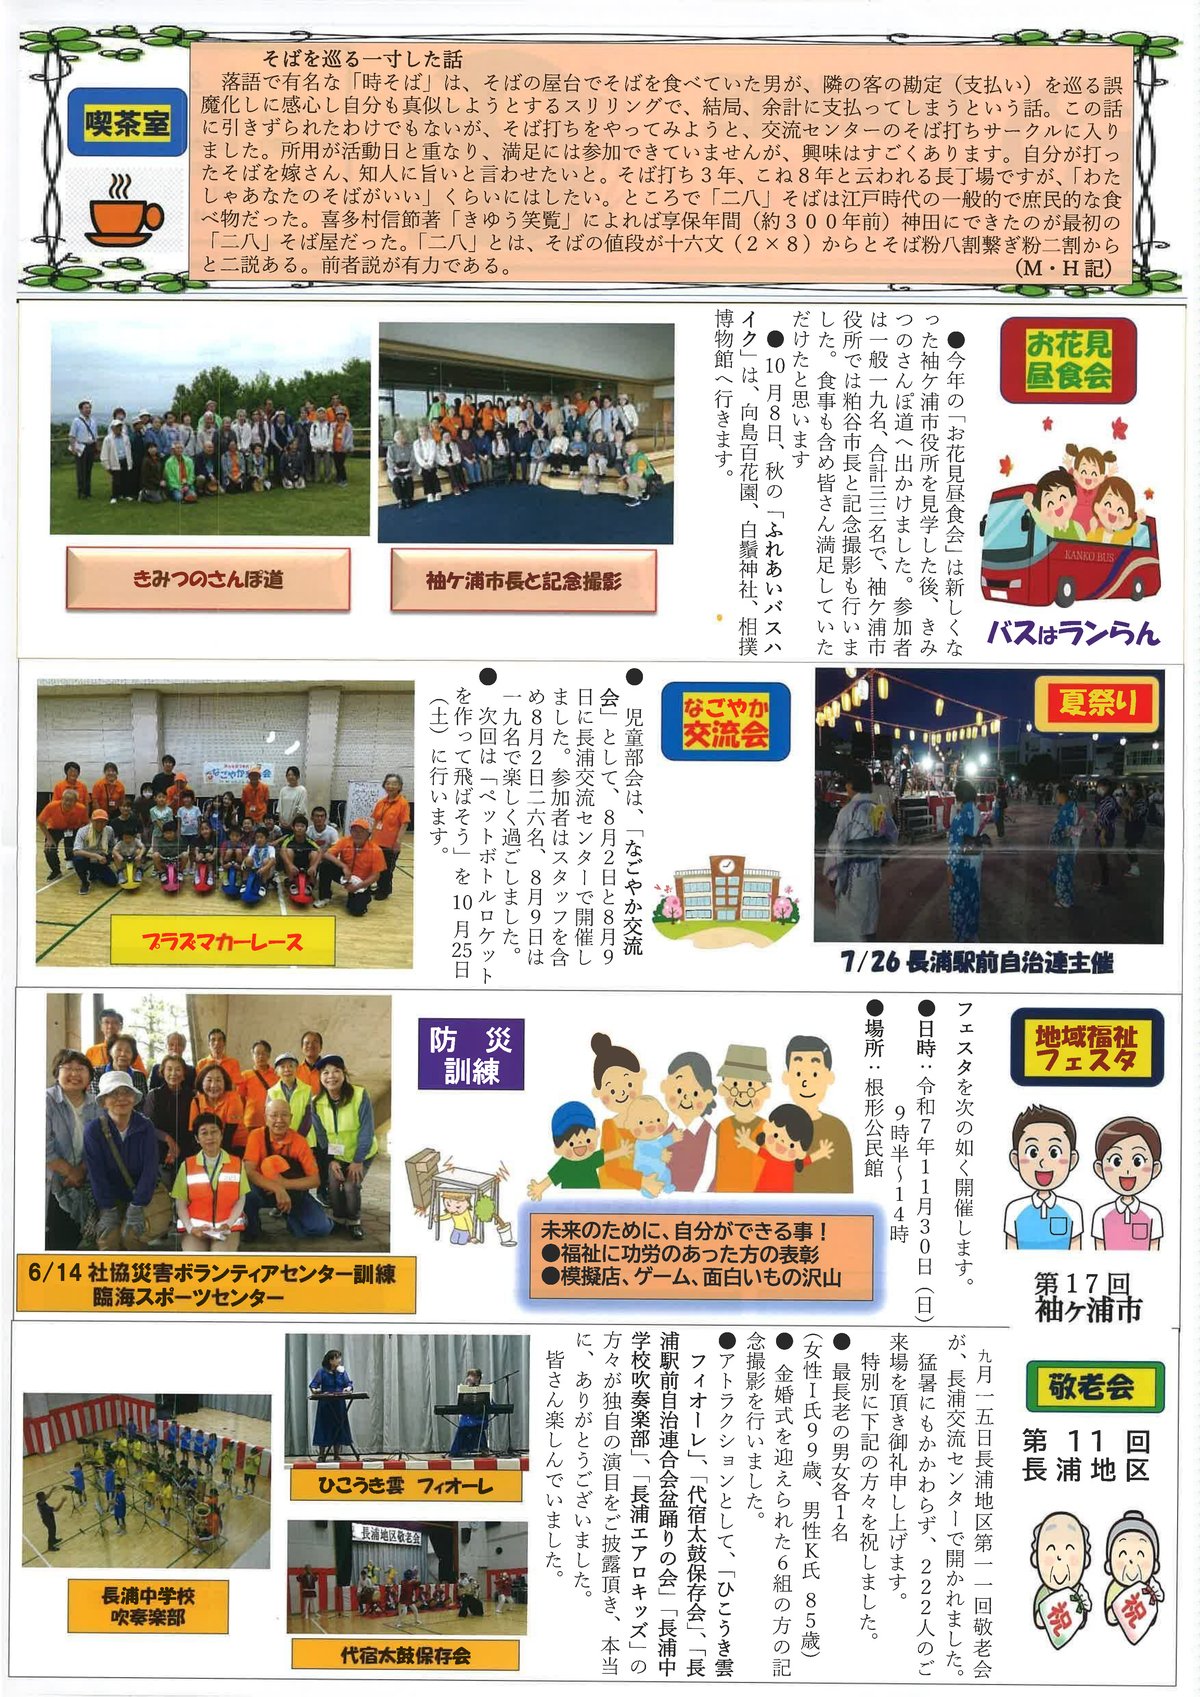 喫茶室
そばを巡る一寸した話
落語で有名な「時そば」は、そばの屋台でそばを食べていた男が、隣の客の勘定（支払い）を巡る誤
魔化しに感心し自分も真似しようとするスリリングで、結局、余計に支払ってしまうという話。この話
に引きずられたわけでもないが、そば打ちをやってみようと、交流センターのそば打ちサークルに入り
ました。所用が活動日と重なり、満足には参加できていませんが、興味はすごくあります。自分が打っ
たそばを嫁さん、知人に旨いと言わせたいと。そば打ち３年、こね８年と云われる長丁場ですが、「わた
しゃあなたのそばがいい」くらいにはしたい。ところで「二八」そばは江戸時代の一般的で庶民的な食
べ物だった。喜多村信節著「きゆう笑覧」によれば享保年間（約３００年前）神田にできたのが最初の
「二八」そば屋だった。「二八」とは、そばの値段が十六文（２×８）からとそば粉八割繋ぎ粉二割から
と二説ある。前者説が有力である。
（Ｍ・Ｈ記）
お花見
昼食会
KANKO BUS
バスはランらん
●今年の「お花見昼食会」は新しくな
った袖ケ浦市役所を見学した後、きみ
つのさんぽ道へ出かけました。参加者
は一般一九名、合計三三名で、袖ケ浦市
役所では粕谷市長と記念撮影も行いま
した。食事も含め皆さん満足していた
だけたと思います
●10月8日、秋の「ふれあいバスハ
イク」は、向島百花園、白鬚神社、相撲
博物館へ行きます。
袖ケ浦市長と記念撮影
きみつのさんぽ道
夏祭り
7/26 長浦駅前自治連主催
なごやか
交流会
● 児童部会は、「なごやか交流
会」として、8月2日と8月9
日に長浦交流センターで開催し
ました。参加者はスタッフを含
め8月2日二六名、8月9日は
一九名で楽しく過ごしました。
● 次回は「ペットボトルロケット
を作って飛ばそう」を10月25日
（土）に行います。
なごやか交流会
プラズマカーレース
地域福祉
フェスタ
第１７回
袖ヶ浦市
フェスタを次の如く開催します。
●日時：令和７年１１月３０日（日）
９時半～１４時
●場所：根形公民館
未来のために、自分ができる事！
●福祉に功労のあった方の表彰
●模擬店、ゲーム、面白いもの沢山
防 災
訓練
6/14 社協災害ボランティアセンター訓練
臨海スポーツセンター
敬老会
第 11 回
長浦地区
祝
祝
九月一五日長浦地区第一一回敬老会
が、長浦交流センターで開かれました。
猛暑にもかかわらず、２２２人のご
来場を頂き御礼申し上げます。
特別に下記の方々を祝しました。
● 最長老の男女各1名
（女性Ｉ氏９９歳、男性Ｋ氏 ８５歳）
● 金婚式を迎えられた６組の方の記
念撮影を行いました。
●アトラクションとして、「ひこうき雲
フィオーレ」、「代宿太鼓保存会」、「長
浦駅前自治連合会盆踊りの会」「長浦中
学校吹奏楽部」、「長浦エアロキッズ」の
方々が独自の演目をご披露頂き、本当
に、ありがとうございました。
皆さん楽しんでいました。
ひこうき雲 フィオーレ
長浦地区敬老会
代宿太鼓保存会
長浦中学校
吹奏楽部